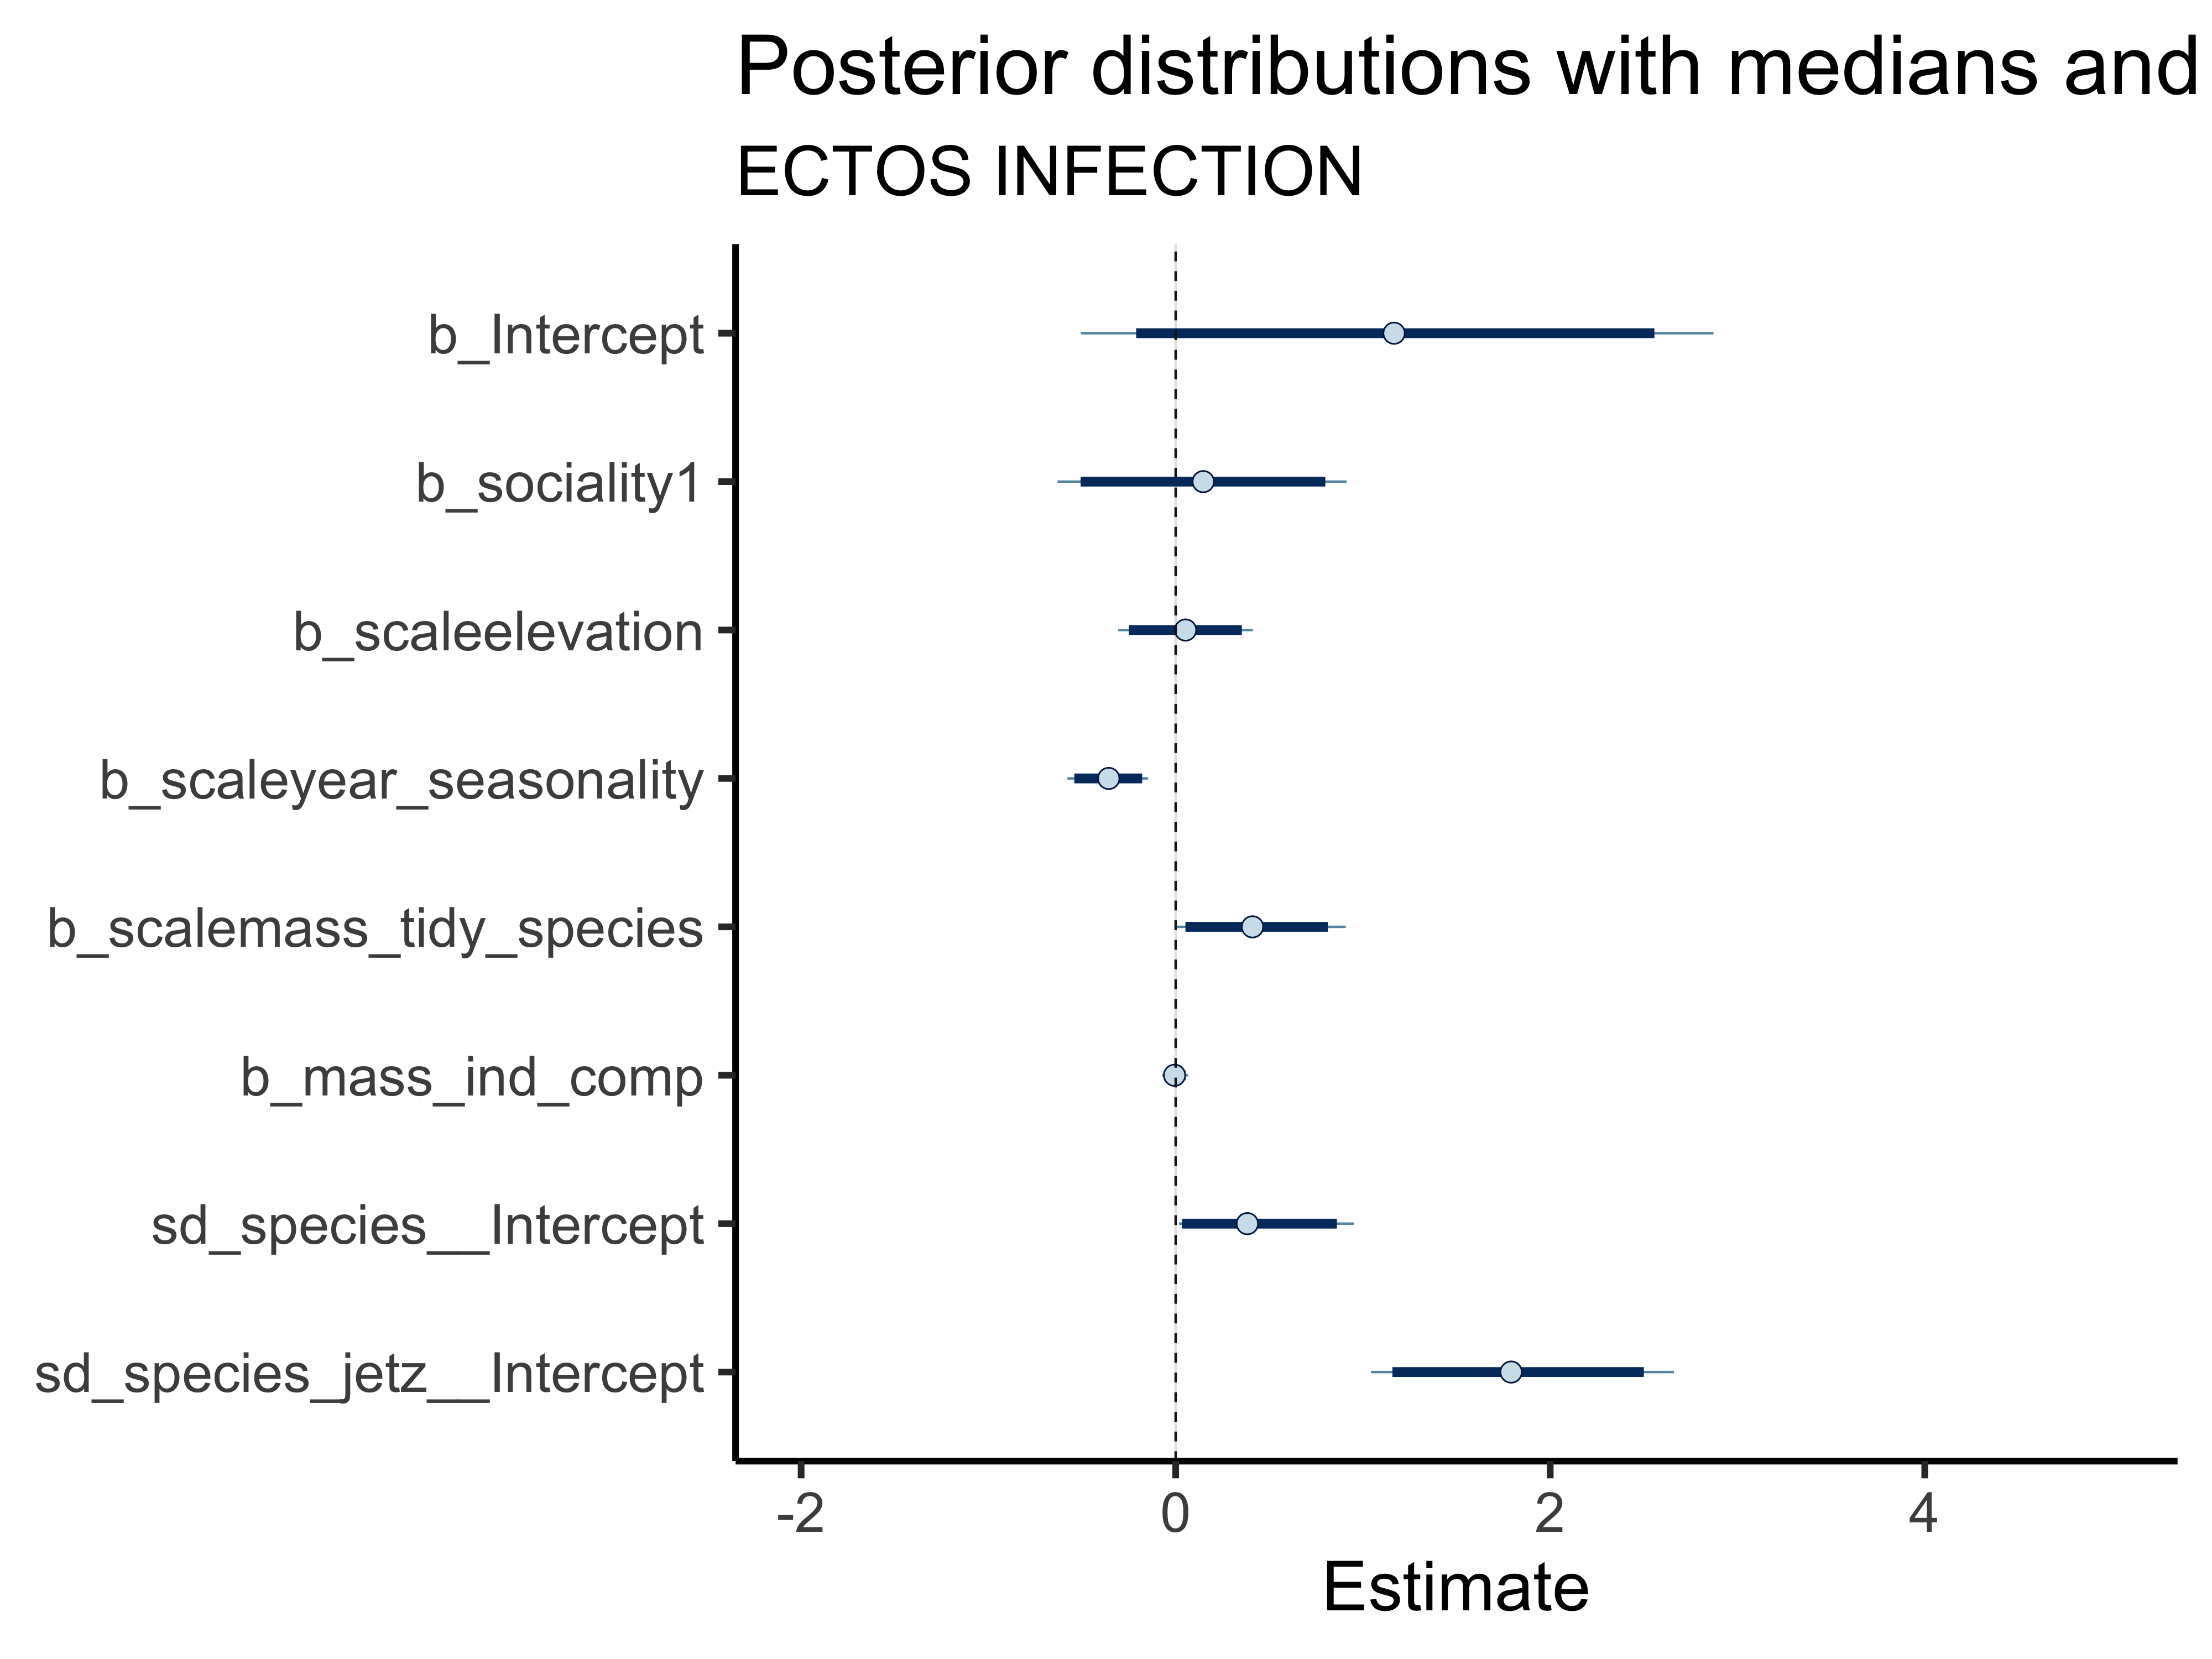 Posterior distributions with medians and
ECTOS INFECTION
b_Intercept
b_sociality1
b_scaleelevation
b_scaleyear_seasonality
b_scalemass_tidy_species
b_mass_ind_comp
sd_species__Intercept
sd_species_jetz__Intercept
-2 0 2 4
Estimate